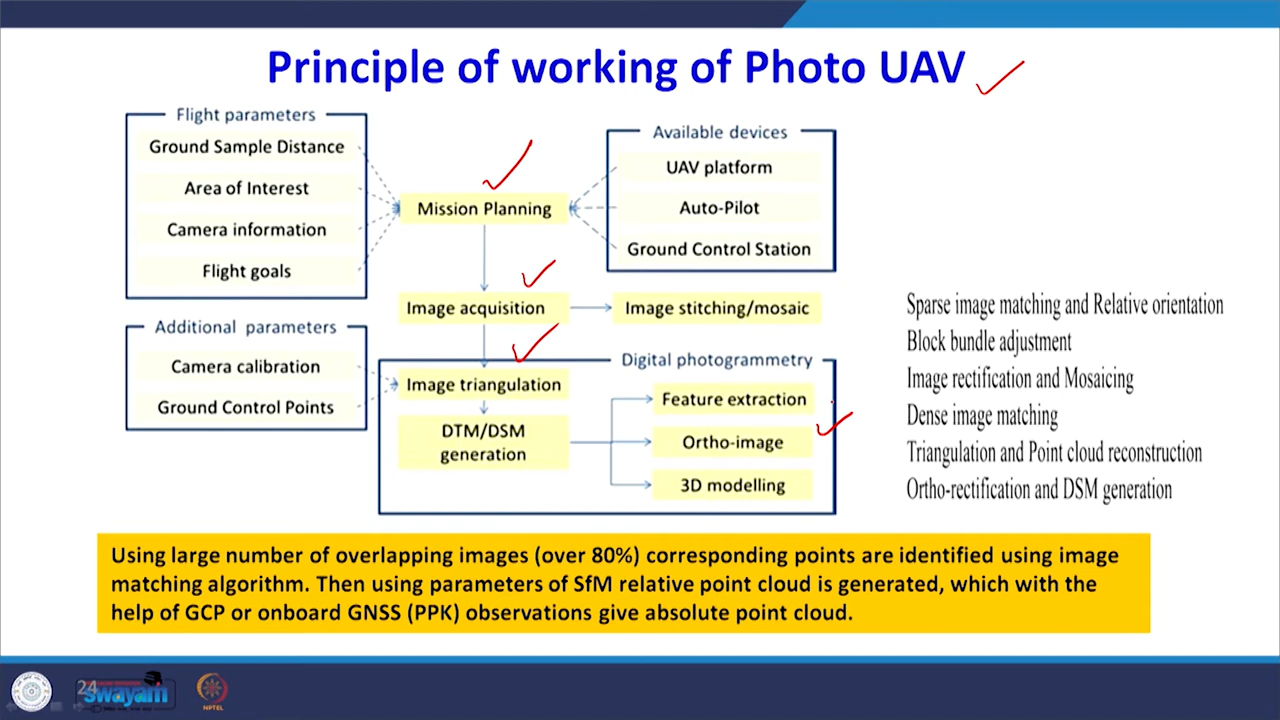 Principle of working of Photo UAV
Flight parameters
Ground Sample Distance
Area of Interest
Camera information
Flight goals
Available devices
UAV platform
Auto-Pilot
Ground Control Station
Mission Planning
Image acquisition
Image stitching/mosaic
Additional parameters
Camera calibration
Ground Control Points
Digital photogrammetry
Image triangulation
DTM/DSM
generation
Feature extraction
Ortho-image
3D modelling
Sparse image matching and Relative orientation
Block bundle adjustment
Image rectification and Mosaicing
Dense image matching
Triangulation and Point cloud reconstruction
Ortho-rectification and DSM generation
Using large number of overlapping images (over 80%) corresponding points are identified using image
matching algorithm. Then using parameters of SfM relative point cloud is generated, which with the
help of GCP or onboard GNSS (PPK) observations give absolute point cloud.
24
swayam
NPTEL